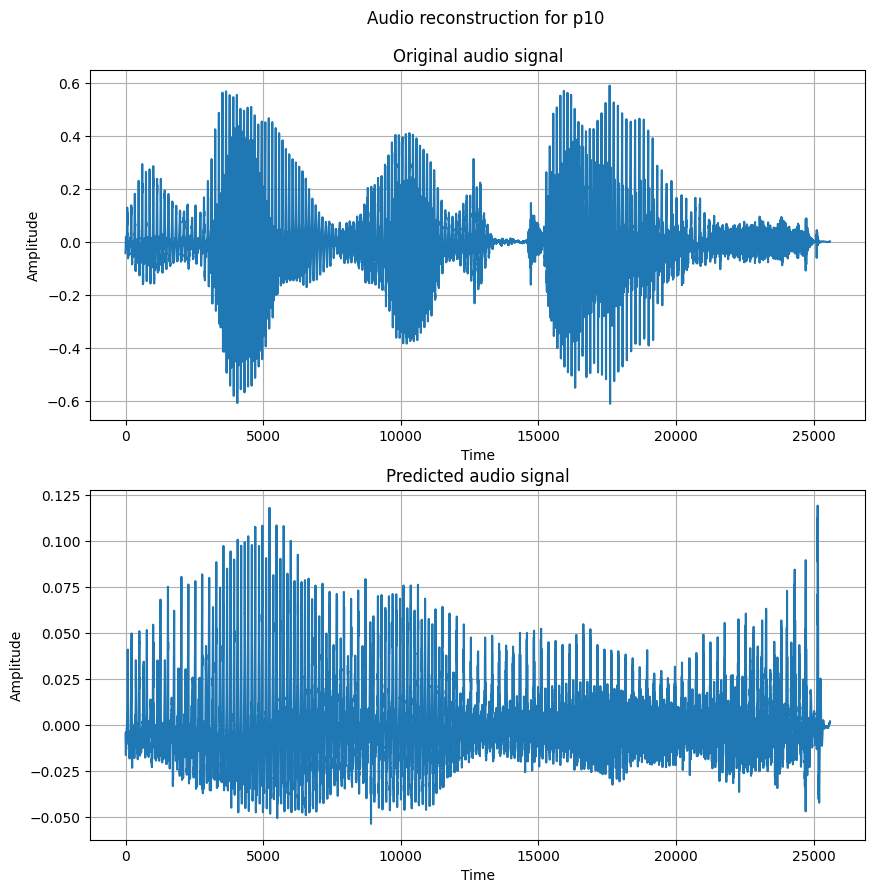 Audio reconstruction for p10
Original audio signal
0.6
0.4
0.2
0.0
−0.2
−0.4
−0.6
Amplitude
0 5000 10000 15000 20000 25000
Time
Predicted audio signal
0.125
0.100
0.075
0.050
0.025
0.000
−0.025
−0.050
Amplitude
0 5000 10000 15000 20000 25000
Time